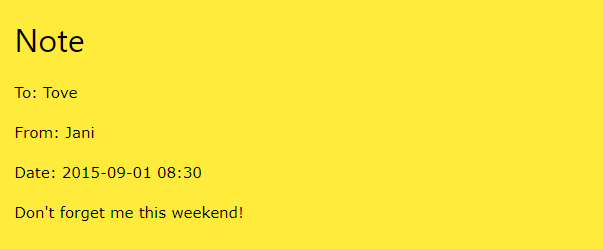 Note
To: Tove
From: Jani
Date: 2015-09-01 08:30
Don't forget me this weekend!